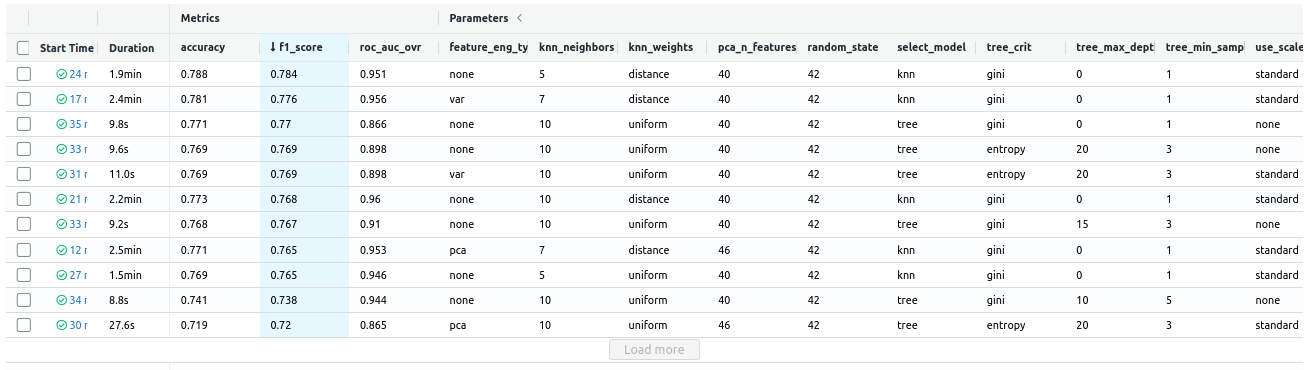 Metrics Parameters
Start Time Duration accuracy f1_score roc_auc_ovr feature_eng_ty knn_neighbors knn_weights pca_n_features random_state select_model tree_crit tree_max_dept tree_min_samp use_scale
24 r 1.9min 0.788 0.784 0.951 none 5 distance 40 42 knn gini 0 1 standard
17 r 2.4min 0.781 0.776 0.956 var 7 distance 40 42 knn gini 0 1 standard
35 r 9.8s 0.771 0.77 0.866 none 10 uniform 40 42 tree gini 0 1 none
33 r 9.6s 0.769 0.769 0.898 none 10 uniform 40 42 tree entropy 20 3 none
31 r 11.0s 0.769 0.769 0.898 var 10 uniform 40 42 tree entropy 20 3 standard
21 r 2.2min 0.773 0.768 0.96 none 10 distance 40 42 knn gini 0 1 standard
33 r 9.2s 0.768 0.767 0.91 none 10 uniform 40 42 tree gini 15 3 none
12 r 2.5min 0.771 0.765 0.953 pca 7 distance 46 42 knn gini 0 1 standard
27 r 1.5min 0.769 0.765 0.946 none 5 uniform 40 42 knn gini 0 1 standard
34 r 8.8s 0.741 0.738 0.944 none 10 uniform 40 42 tree gini 10 5 none
30 r 27.6s 0.719 0.72 0.865 pca 10 uniform 46 42 tree entropy 20 3 standard
Load more